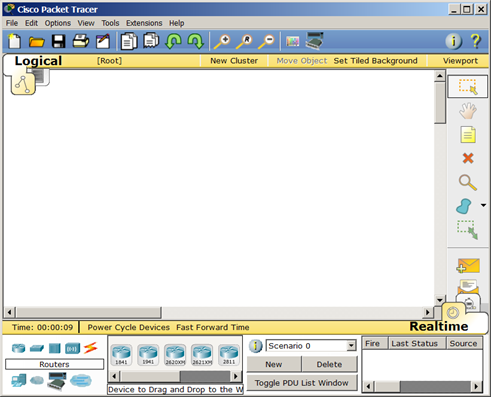 Cisco Packet Tracer
File Edit Options View Tools Extensions Help
Logical [Root] New Cluster Move Object Set Tiled Background Viewport
Time: 00:00:09 Power Cycle Devices Fast Forward Time Realtime
Routers
1841 1941 2620XM 2621XM 2811
Device to Drag and Drop to the W
Scenario 0
New Delete
Toggle PDU List Window
Fire Last Status Source